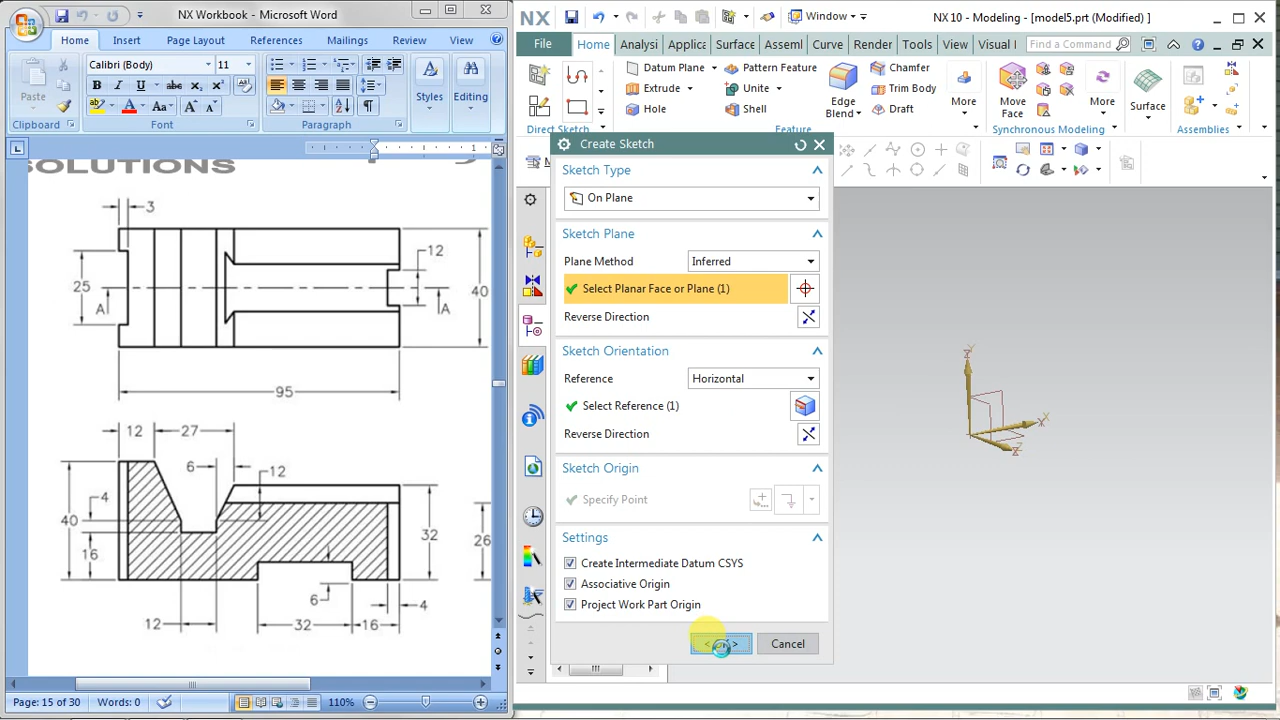 NX Workbook - Microsoft Word
Home
Insert
Page Layout
References
Mailings
Review
View
Paste
Calibri (Body)
11
B I U abc x₂ x²
Aa
Styles
Editing
Clipboard
Font
Paragraph
1
SOLUTIONS
3
25
A
12
40
A
95
12
27
6
12
4
40
16
32
26
6
12
32
16
4
Page: 15 of 30
Words: 0
110%
NX
Window
NX 10 - Modeling - [model5.prt (Modified) ]
File
Home
Analysi
Applica
Surface
Assemb
Curve
Render
Tools
View
Visual I
Find a Command
Direct Sketch
Datum Plane
Extrude
Hole
Pattern Feature
Unite
Shell
Edge
Blend
Chamfer
Trim Body
Draft
More
Feature
Move
Face
More
Synchronous Modeling
Surface
Assemblies
Create Sketch
Sketch Type
On Plane
Sketch Plane
Plane Method
Inferred
Select Planar Face or Plane (1)
Reverse Direction
Sketch Orientation
Reference
Horizontal
Select Reference (1)
Reverse Direction
Sketch Origin
Specify Point
Settings
Create Intermediate Datum CSYS
Associative Origin
Project Work Part Origin
Cancel